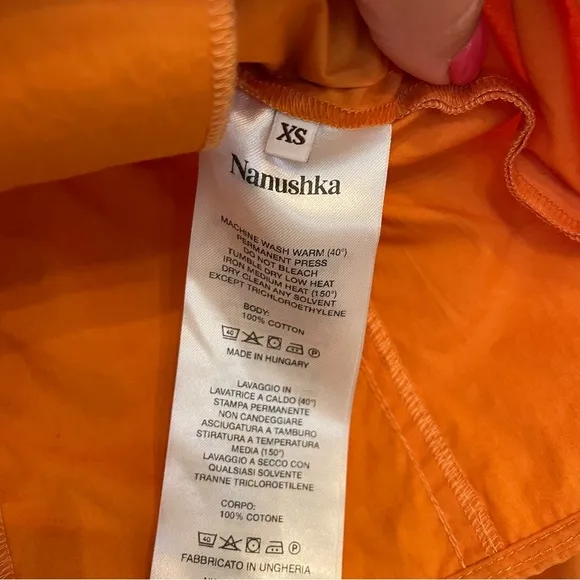 XS
Nanushka
MACHINE WASH WARM (40°)
PERMANENT PRESS
DO NOT BLEACH
TUMBLE DRY LOW HEAT
IRON MEDIUM HEAT (150°)
DRY CLEAN ANY SOLVENT
EXCEPT TRICHLOROETHYLENE
BODY:
100% COTTON
40 P
MADE IN HUNGARY
LAVAGGIO IN
LAVATRICE A CALDO (40°)
STAMPA PERMANENTE
NON CANDEGGIARE
ASCIUGATURA A TAMBURO
STIRATURA A TEMPERATURA
MEDIA (150°)
LAVAGGIO A SECCO CON
QUALSIASI SOLVENTE
TRANNE TRICLOROETILENE
CORPO:
100% COTONE
40 P
FABBRICATO IN UNGHERIA